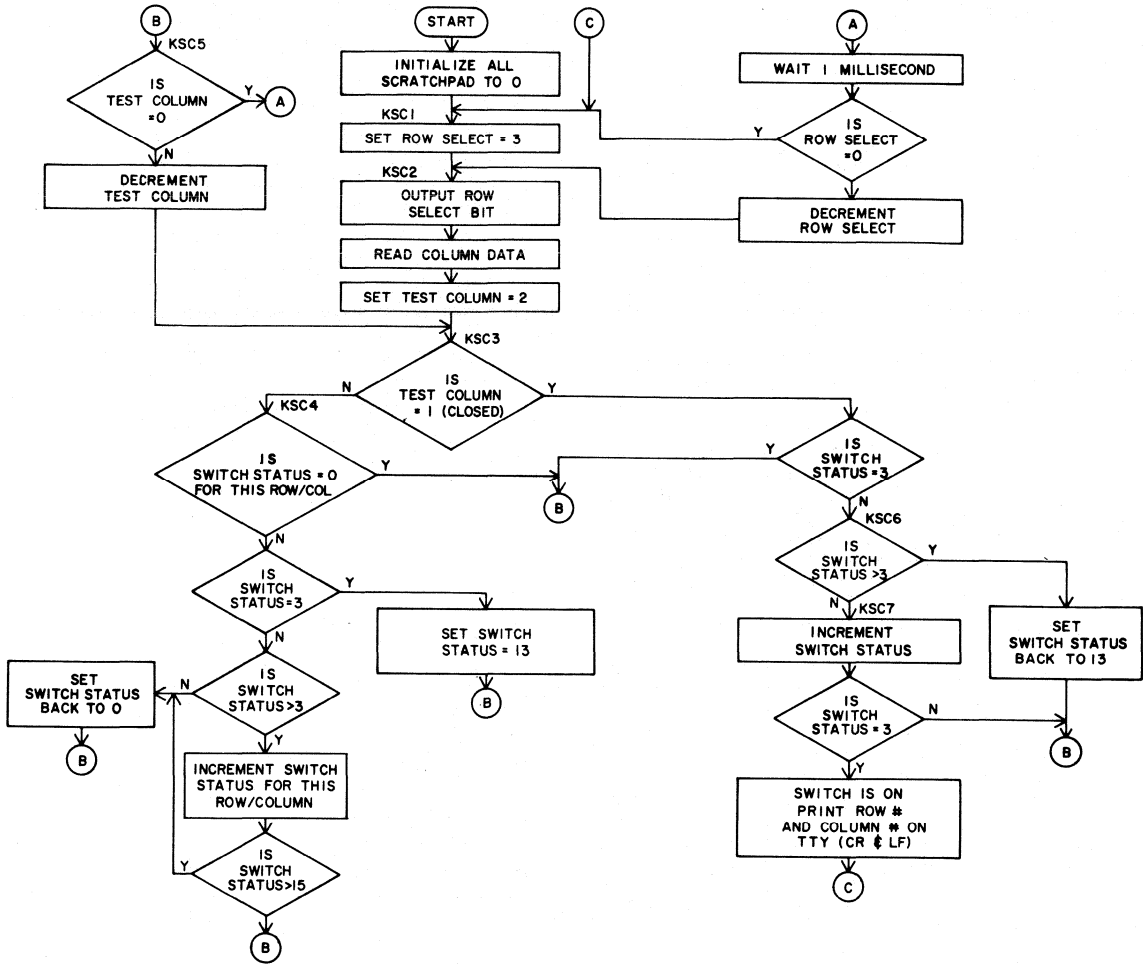 B
KSC5
IS
TEST COLUMN
=0
Y
A
N
DECREMENT
TEST COLUMN
START
C
INITIALIZE ALL
SCRATCHPAD TO 0
KSC1
SET ROW SELECT = 3
KSC2
OUTPUT ROW
SELECT BIT
READ COLUMN DATA
SET TEST COLUMN = 2
A
WAIT 1 MILLISECOND
IS
ROW SELECT
=0
Y
DECREMENT
ROW SELECT
KSC3
IS
TEST COLUMN
= 1 (CLOSED)
N
Y
KSC4
IS
SWITCH STATUS = 0
FOR THIS ROW/COL
Y
B
N
IS
SWITCH
STATUS=3
Y
SET SWITCH
STATUS = 13
B
N
IS
SWITCH
STATUS>3
N
SET
SWITCH STATUS
BACK TO 0
B
Y
INCREMENT SWITCH
STATUS FOR THIS
ROW/COLUMN
IS
SWITCH
STATUS>15
Y
B
IS
SWITCH
STATUS=3
Y
N
KSC6
IS
SWITCH
STATUS >3
Y
SET
SWITCH STATUS
BACK TO 13
N
KSC7
INCREMENT
SWITCH STATUS
IS
SWITCH
STATUS=3
N
B
Y
SWITCH IS ON
PRINT ROW #
AND COLUMN # ON
TTY (CR & LF)
C